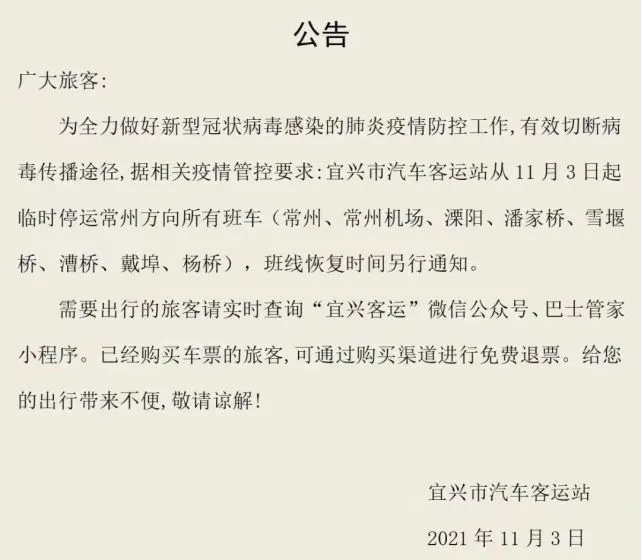 公告
广大旅客:
为全力做好新型冠状病毒感染的肺炎疫情防控工作,有效切断病
毒传播途径,据相关疫情管控要求:宜兴市汽车客运站从 11 月 3 日起
临时停运常州方向所有班车（常州、常州机场、溧阳、潘家桥、雪堰
桥、漕桥、戴埠、杨桥）,班线恢复时间另行通知。
需要出行的旅客请实时查询“宜兴客运”微信公众号、巴士管家
小程序。已经购买车票的旅客,可通过购买渠道进行免费退票。给您
的出行带来不便,敬请谅解!
宜兴市汽车客运站
2021 年 11 月 3 日